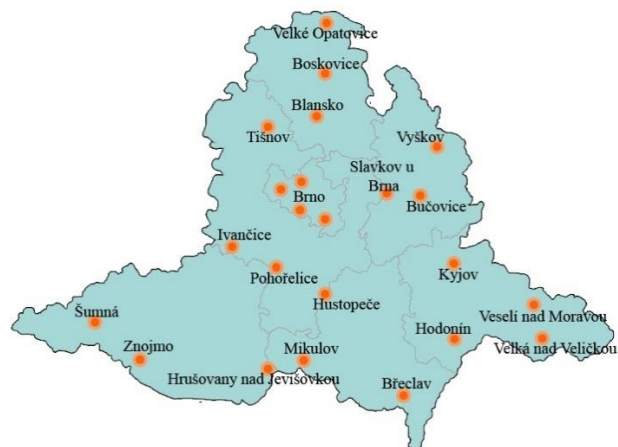 Velké Opatovice
Boskovice
Blansko
Tišnov
Vyškov
Slavkov u
Brna
Brno
Bučovice
Ivančice
Pohořelice
Kyjov
Hustopeče
Veselí nad Moravou
Šumná
Hodonín
Velká nad Veličkou
Znojmo
Mikulov
Hrušovany nad Jevišovkou
Břeclav